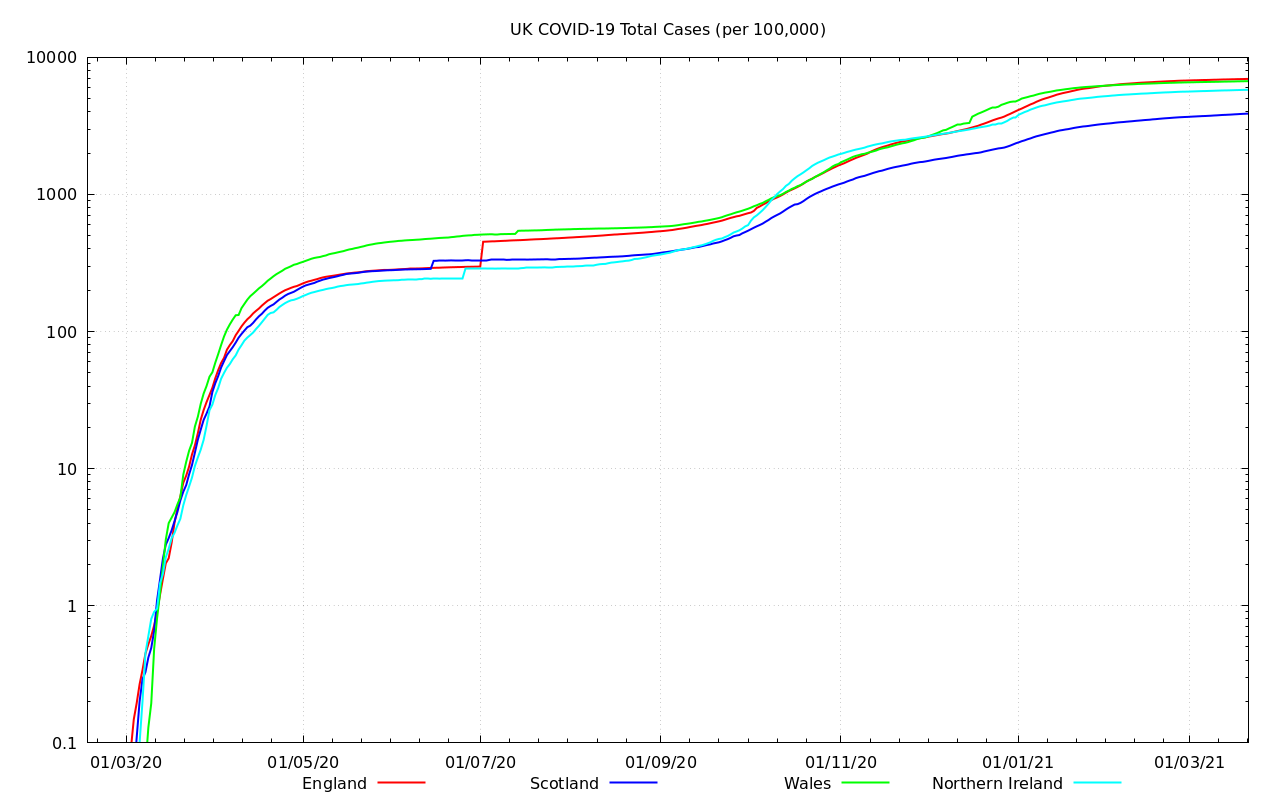 UK COVID-19 Total Cases (per 100,000)
10000
1000
100
10
1
0.1
01/03/20 01/05/20 01/07/20 01/09/20 01/11/20 01/01/21 01/03/21
England Scotland Wales Northern Ireland